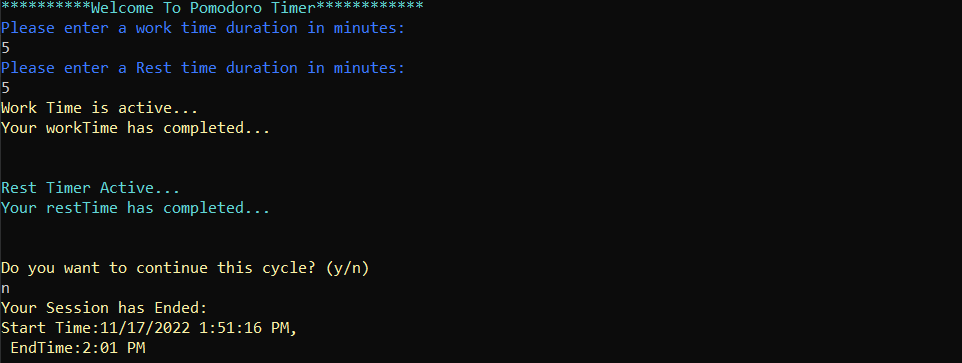 **********Welcome To Pomodoro Timer************
Please enter a work time duration in minutes:
5
Please enter a Rest time duration in minutes:
5
Work Time is active...
Your workTime has completed...
Rest Timer Active...
Your restTime has completed...
Do you want to continue this cycle? (y/n)
n
Your Session has Ended:
Start Time:11/17/2022 1:51:16 PM,
 EndTime:2:01 PM